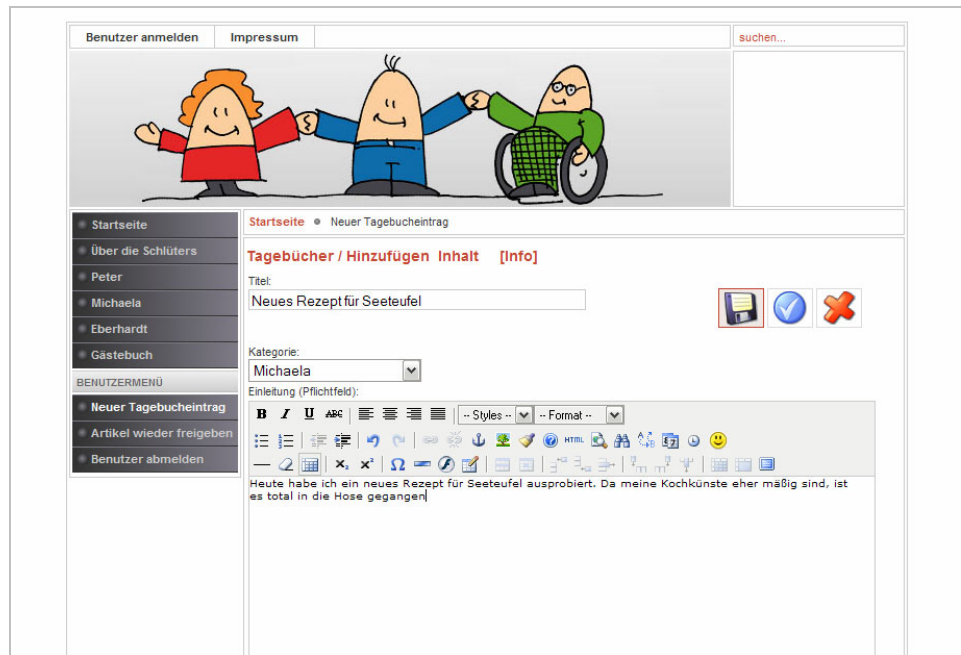 Benutzer anmelden Impressum suchen...
Startseite
Über die Schlüters
Peter
Michaela
Eberhardt
Gästebuch
BENUTZERMENÜ
Neuer Tagebucheintrag
Artikel wieder freigeben
Benutzer abmelden
Startseite Neuer Tagebucheintrag
Tagebücher / Hinzufügen Inhalt [Info]
Titel:
Neues Rezept für Seeteufel
Kategorie:
Michaela
Einleitung (Pflichtfeld):
B I U ABC -- Styles -- -- Format --
HTML
x₂ x² Ω
Heute habe ich ein neues Rezept für Seeteufel ausprobiert. Da meine Kochkünste eher mäßig sind, ist
es total in die Hose gegangen